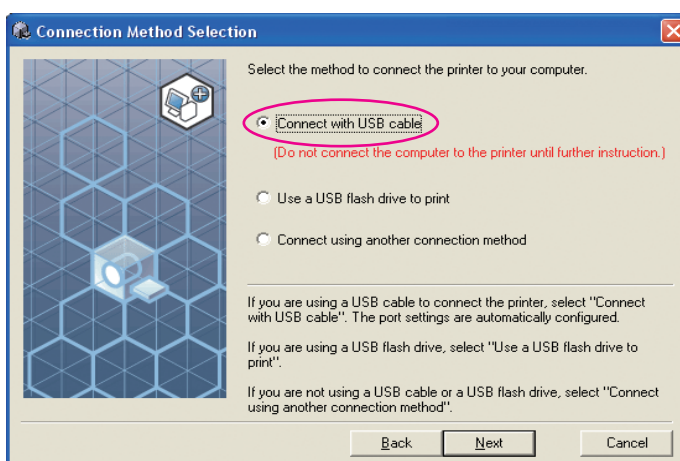 Connection Method Selection
Select the method to connect the printer to your computer.
Connect with USB cable
(Do not connect the computer to the printer until further instruction.)
Use a USB flash drive to print
Connect using another connection method
If you are using a USB cable to connect the printer, select "Connect
with USB cable". The port settings are automatically configured.
If you are using a USB flash drive, select "Use a USB flash drive to
print".
If you are not using a USB cable or a USB flash drive, select "Connect
using another connection method".
Back Next Cancel